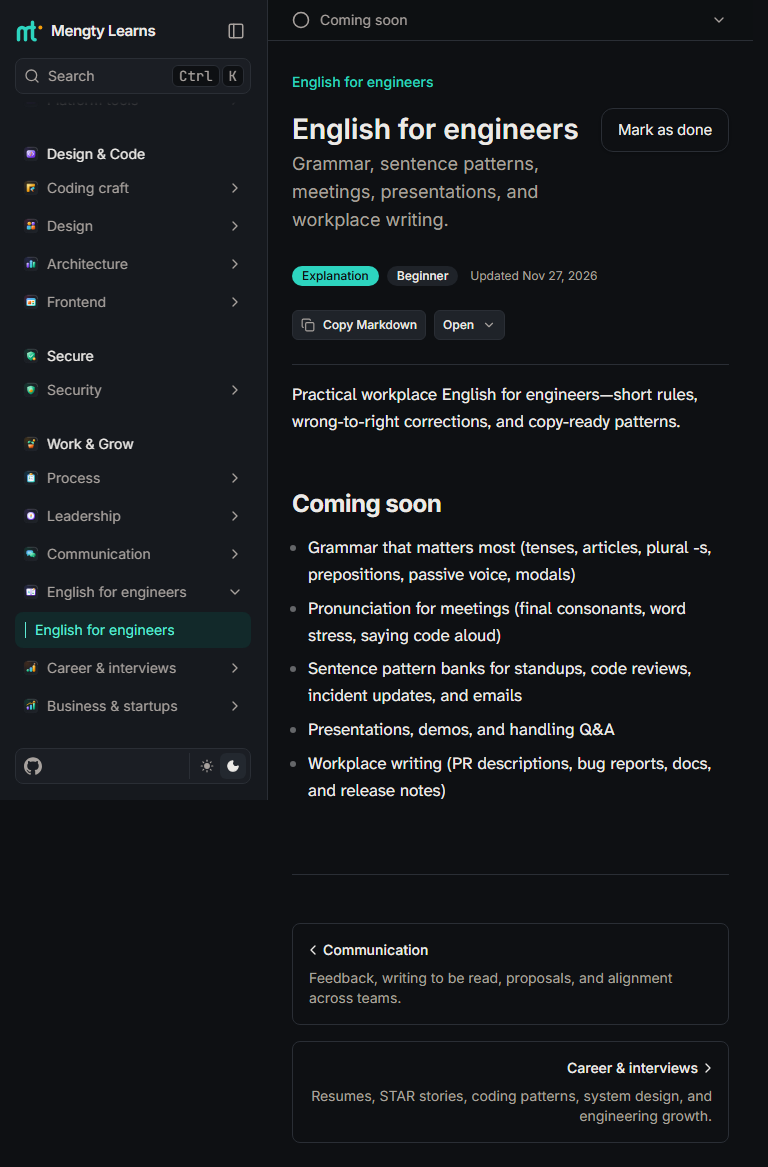 Mengty Learns
Search
Ctrl K
Design & Code
Coding craft
Design
Architecture
Frontend
Secure
Security
Work & Grow
Process
Leadership
Communication
English for engineers
English for engineers
Career & interviews
Business & startups
Coming soon
English for engineers
English for engineers
Mark as done
Grammar, sentence patterns,
meetings, presentations, and
workplace writing.
Explanation
Beginner
Updated Nov 27, 2026
Copy Markdown
Open
Practical workplace English for engineers—short rules,
wrong-to-right corrections, and copy-ready patterns.
Coming soon
Grammar that matters most (tenses, articles, plural -s,
prepositions, passive voice, modals)
Pronunciation for meetings (final consonants, word
stress, saying code aloud)
Sentence pattern banks for standups, code reviews,
incident updates, and emails
Presentations, demos, and handling Q&A
Workplace writing (PR descriptions, bug reports, docs,
and release notes)
Communication
Feedback, writing to be read, proposals, and alignment
across teams.
Career & interviews
Resumes, STAR stories, coding patterns, system design, and
engineering growth.